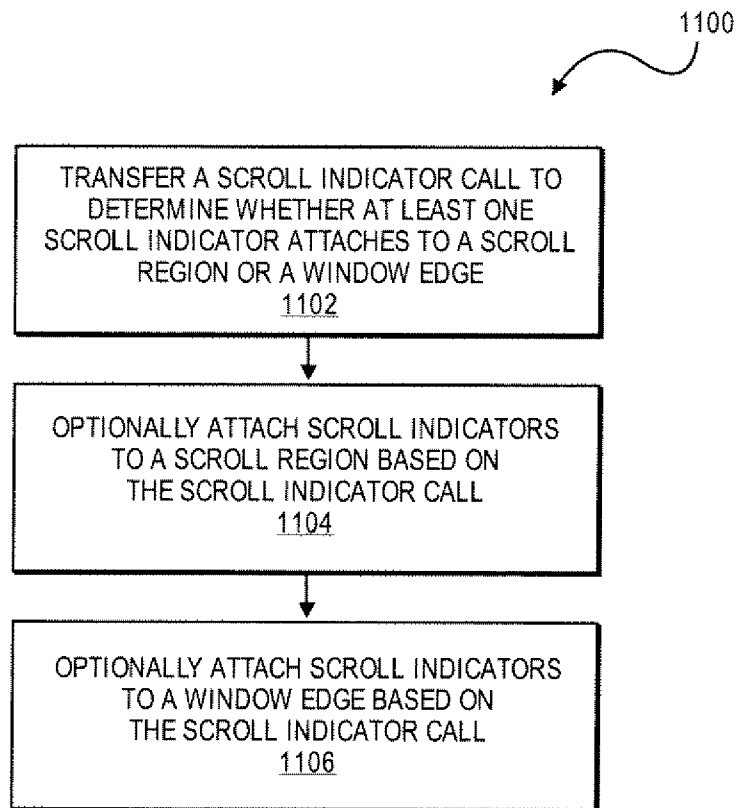 1100
TRANSFER A SCROLL INDICATOR CALL TO
DETERMINE WHETHER AT LEAST ONE
SCROLL INDICATOR ATTACHES TO A SCROLL
REGION OR A WINDOW EDGE
1102
OPTIONALLY ATTACH SCROLL INDICATORS
TO A SCROLL REGION BASED ON
THE SCROLL INDICATOR CALL
1104
OPTIONALLY ATTACH SCROLL INDICATORS
TO A WINDOW EDGE BASED ON
THE SCROLL INDICATOR CALL
1106